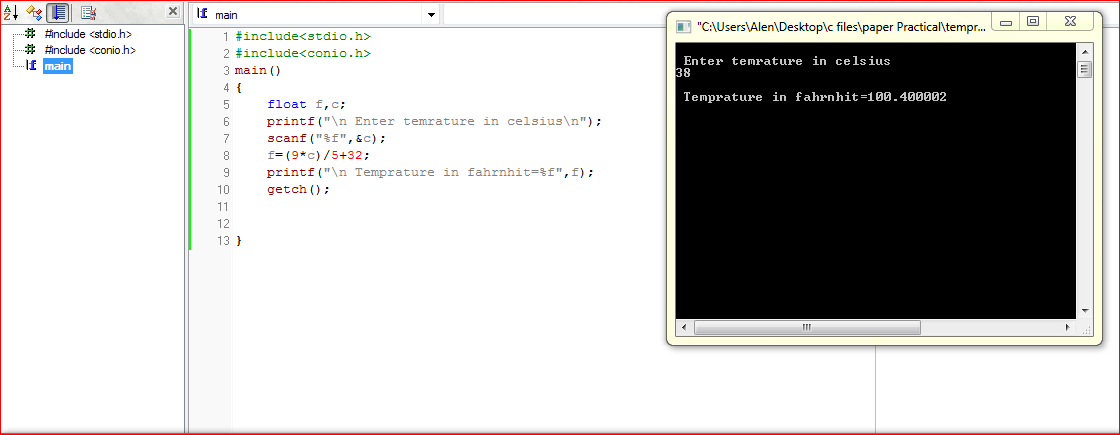 #include <stdio.h>
#include <conio.h>
main
main
1 #include<stdio.h>
2 #include<conio.h>
3 main()
4 {
5 float f,c;
6 printf("\n Enter temrature in celsius\n");
7 scanf("%f",&c);
8 f=(9*c)/5+32;
9 printf("\n Temprature in fahrnhit=%f",f);
10 getch();
11
12
13 }
"C:\Users\Alen\Desktop\c files\paper Practical\tempr...
Enter temrature in celsius
38
Temprature in fahrnhit=100.400002